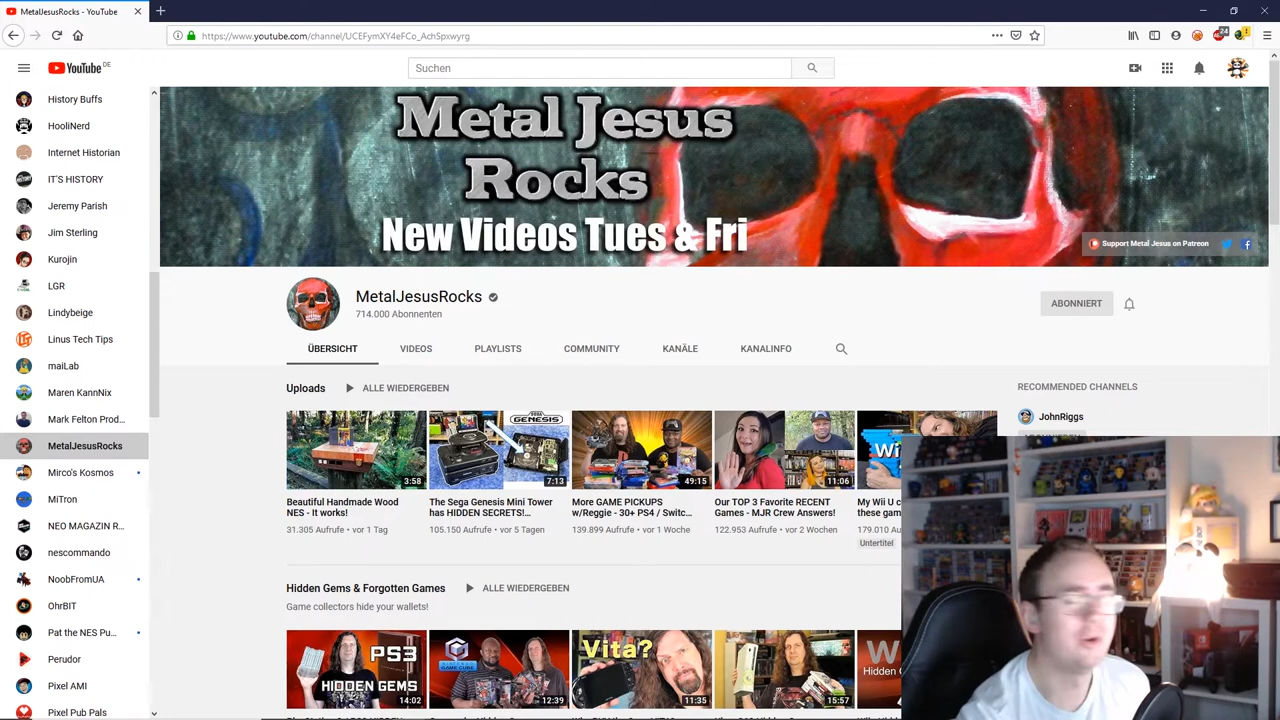 MetalJesusRocks - YouTube
https://www.youtube.com/channel/UCEFymXY4eFCo_AchSpxwyrg
24
YouTube DE
Suchen
History Buffs
HooliNerd
Internet Historian
IT'S HISTORY
Jeremy Parish
Jim Sterling
Kurojin
LGR
Lindybeige
Linus Tech Tips
maiLab
Maren KannNix
Mark Felton Prod...
MetalJesusRocks
Mirco's Kosmos
MiTron
NEO MAGAZIN R...
nescommando
NoobFromUA
OhrBIT
Pat the NES Pu...
Perudor
Pixel AMI
Pixel Pub Pals
Metal Jesus
Rocks
New Videos Tues & Fri
Support Metal Jesus on Patreon
MetalJesusRocks
714.000 Abonnenten
ABONNIERT
ÜBERSICHT VIDEOS PLAYLISTS COMMUNITY KANÄLE KANALINFO
Uploads ALLE WIEDERGEBEN
RECOMMENDED CHANNELS
JohnRiggs
GENESIS
3:58
7:13
49:15
11:06
Beautiful Handmade Wood
NES - It works!
31.305 Aufrufe • vor 1 Tag
The Sega Genesis Mini Tower
has HIDDEN SECRETS!...
105.150 Aufrufe • vor 5 Tagen
More GAME PICKUPS
w/Reggie - 30+ PS4 / Switc...
139.899 Aufrufe • vor 1 Woche
Our TOP 3 Favorite RECENT
Games - MJR Crew Answers!
122.953 Aufrufe • vor 2 Wochen
My Wii U c
these gam
179.010 Auf
Untertitel
Hidden Gems & Forgotten Games ALLE WIEDERGEBEN
Game collectors hide your wallets!
PS3
HIDDEN GEMS
14:02
12:39
Vita?
11:35
15:57
Hidden